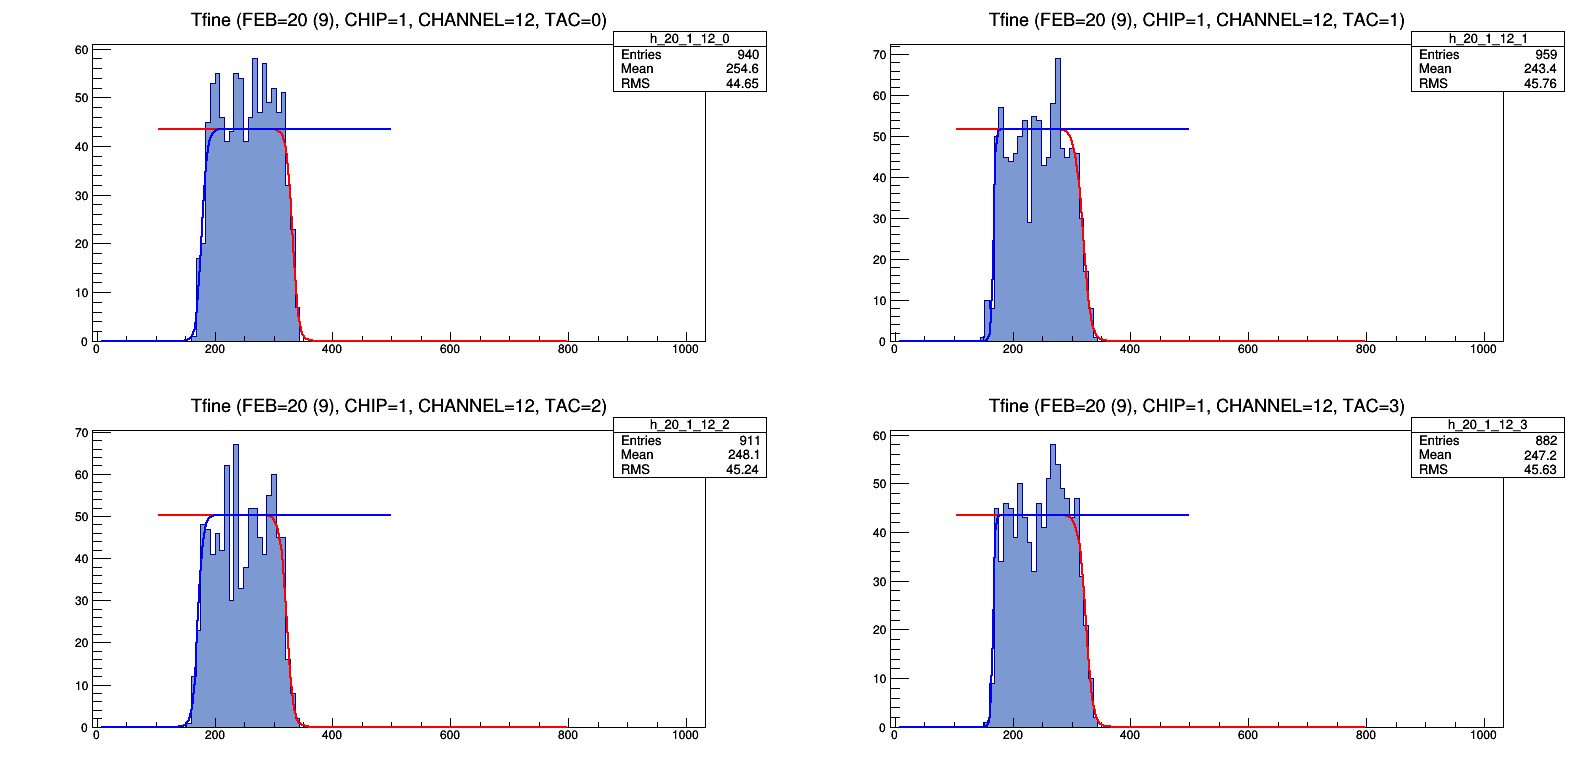 Tfine (FEB=20 (9), CHIP=1, CHANNEL=12, TAC=0)
h_20_1_12_0
Entries 940
Mean 254.6
RMS 44.65
60
50
40
30
20
10
0
0 200 400 600 800 1000
Tfine (FEB=20 (9), CHIP=1, CHANNEL=12, TAC=1)
h_20_1_12_1
Entries 959
Mean 243.4
RMS 45.76
70
60
50
40
30
20
10
0
0 200 400 600 800 1000
Tfine (FEB=20 (9), CHIP=1, CHANNEL=12, TAC=2)
h_20_1_12_2
Entries 911
Mean 248.1
RMS 45.24
70
60
50
40
30
20
10
0
0 200 400 600 800 1000
Tfine (FEB=20 (9), CHIP=1, CHANNEL=12, TAC=3)
h_20_1_12_3
Entries 882
Mean 247.2
RMS 45.63
60
50
40
30
20
10
0
0 200 400 600 800 1000